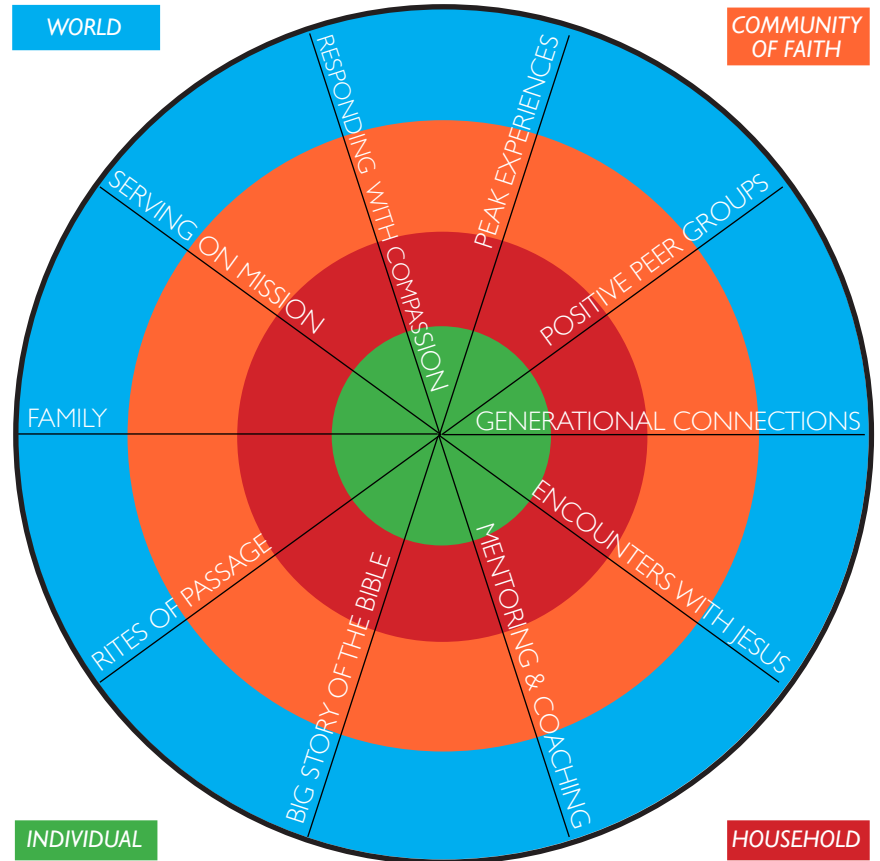 WORLD
COMMUNITY
OF FAITH
RESPONDING WITH COMPASSION
PEAK EXPERIENCES
SERVING ON MISSION
POSITIVE PEER GROUPS
FAMILY
GENERATIONAL CONNECTIONS
RITES OF PASSAGE
BIG STORY OF THE BIBLE
MENTORING & COACHING
ENCOUNTERS WITH JESUS
INDIVIDUAL
HOUSEHOLD